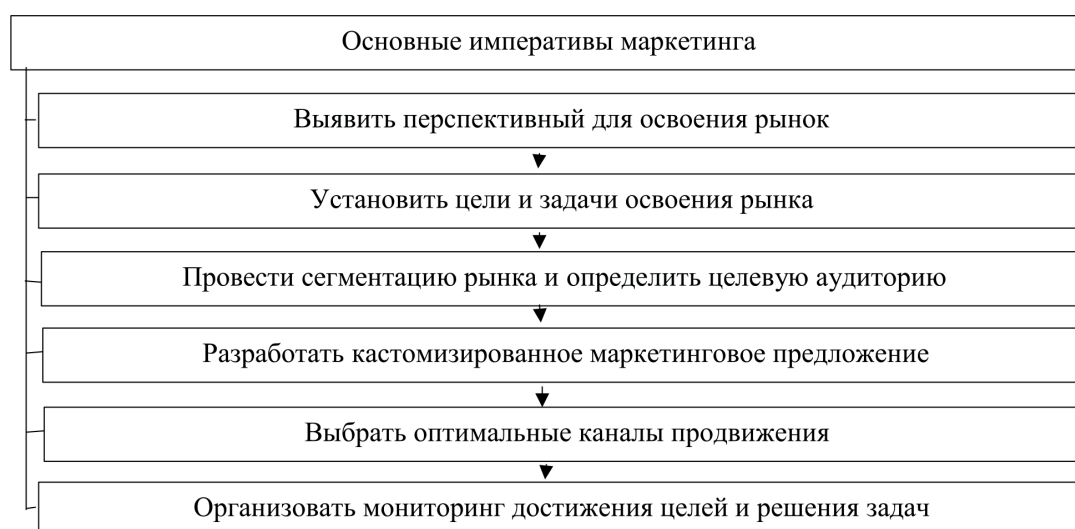 Основные императивы маркетинга
Выявить перспективный для освоения рынок
Установить цели и задачи освоения рынка
Провести сегментацию рынка и определить целевую аудиторию
Разработать кастомизированное маркетинговое предложение
Выбрать оптимальные каналы продвижения
Организовать мониторинг достижения целей и решения задач